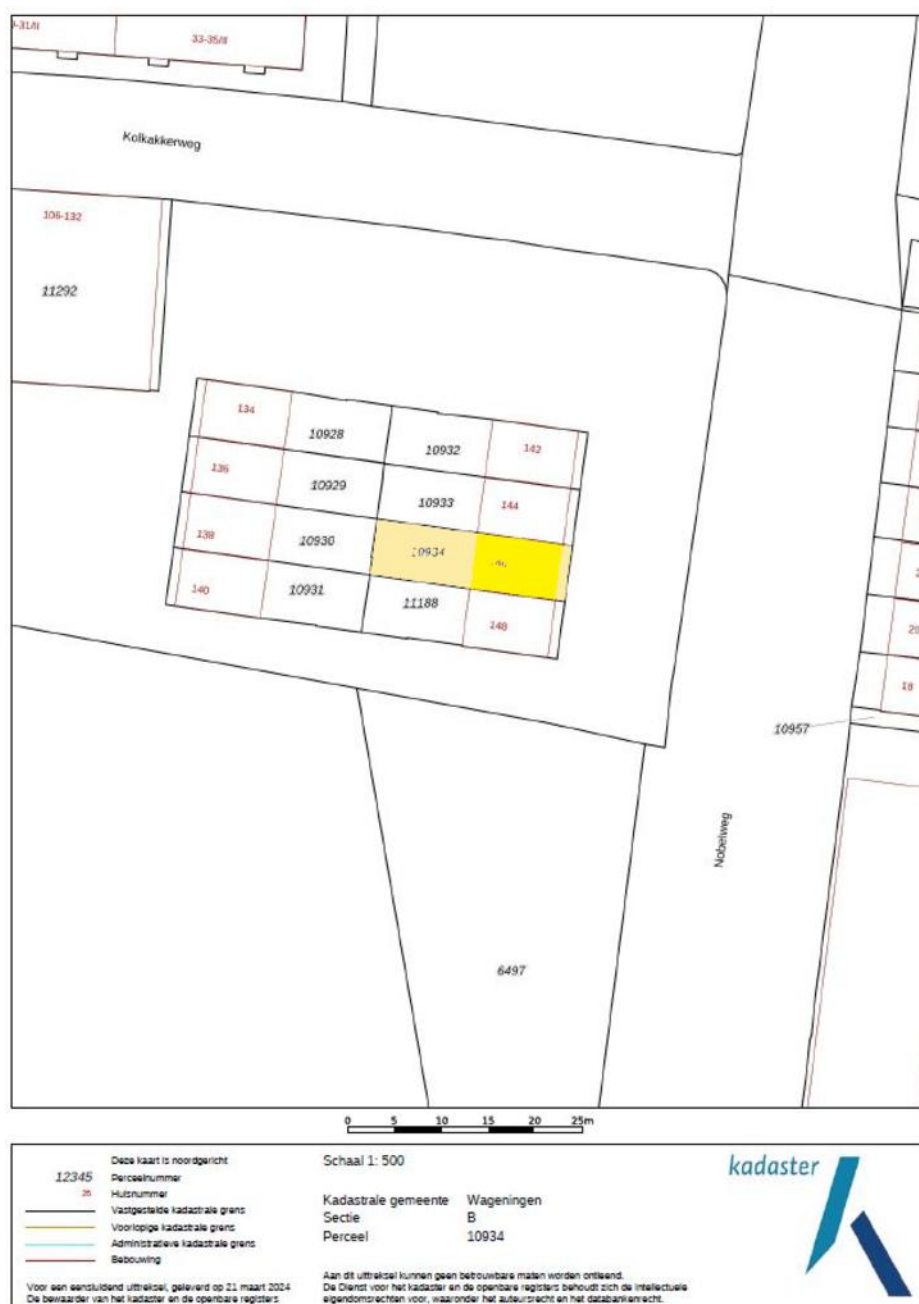 33-35/II
Kolkakkerweg
106-132
11292
134
10928
10932
142
136
10929
10933
144
138
10930
10934
146
140
10931
11188
148
20
18
10957
Nobelweg
6497
0 5 10 15 20 25m
Deze kaart is noordgericht
12345 Perceelnummer
25 Huisnummer
Vastgestelde kadastrale grens
Voorlopige kadastrale grens
Administratieve kadastrale grens
Bebouwing
Voor een eensluidend uittreksel, geleverd op 21 maart 2024
De bewaarder van het kadaster en de openbare registers
Schaal 1: 500
Kadastrale gemeente Wageningen
Sectie B
Perceel 10934
Aan dit uittreksel kunnen geen betrouwbare maten worden ontleend.
De Dienst voor het kadaster en de openbare registers behoudt zich de intellectuele
eigendomsrechten voor, waaronder het auteursrecht en het databankenrecht.
kadaster